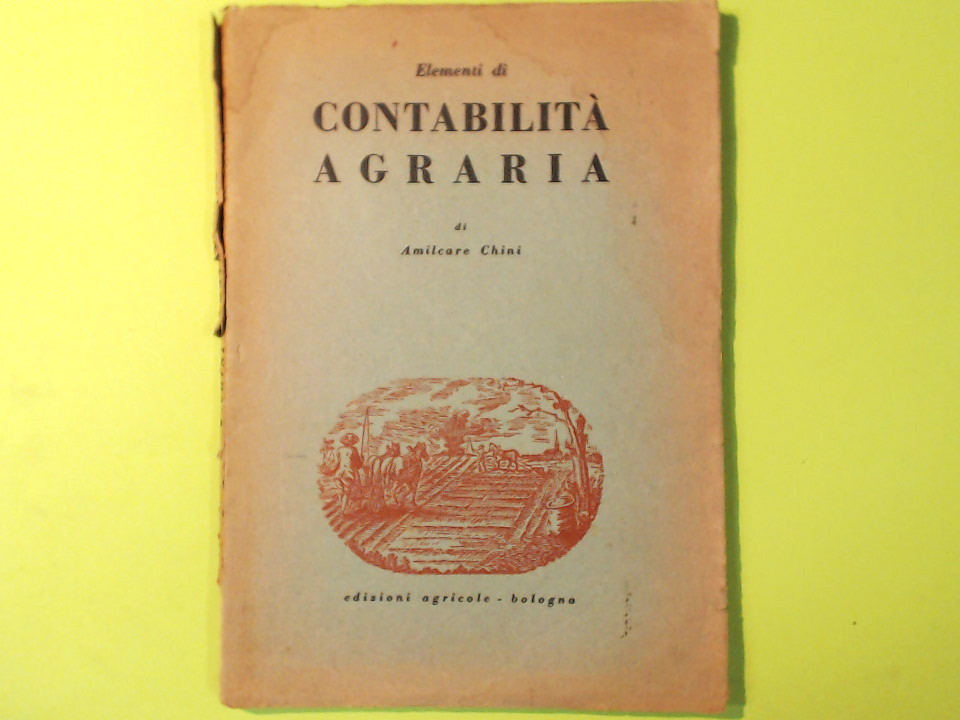 Elementi di
CONTABILITÀ
AGRARIA
di
Amilcare Chini
edizioni agricole - bologna